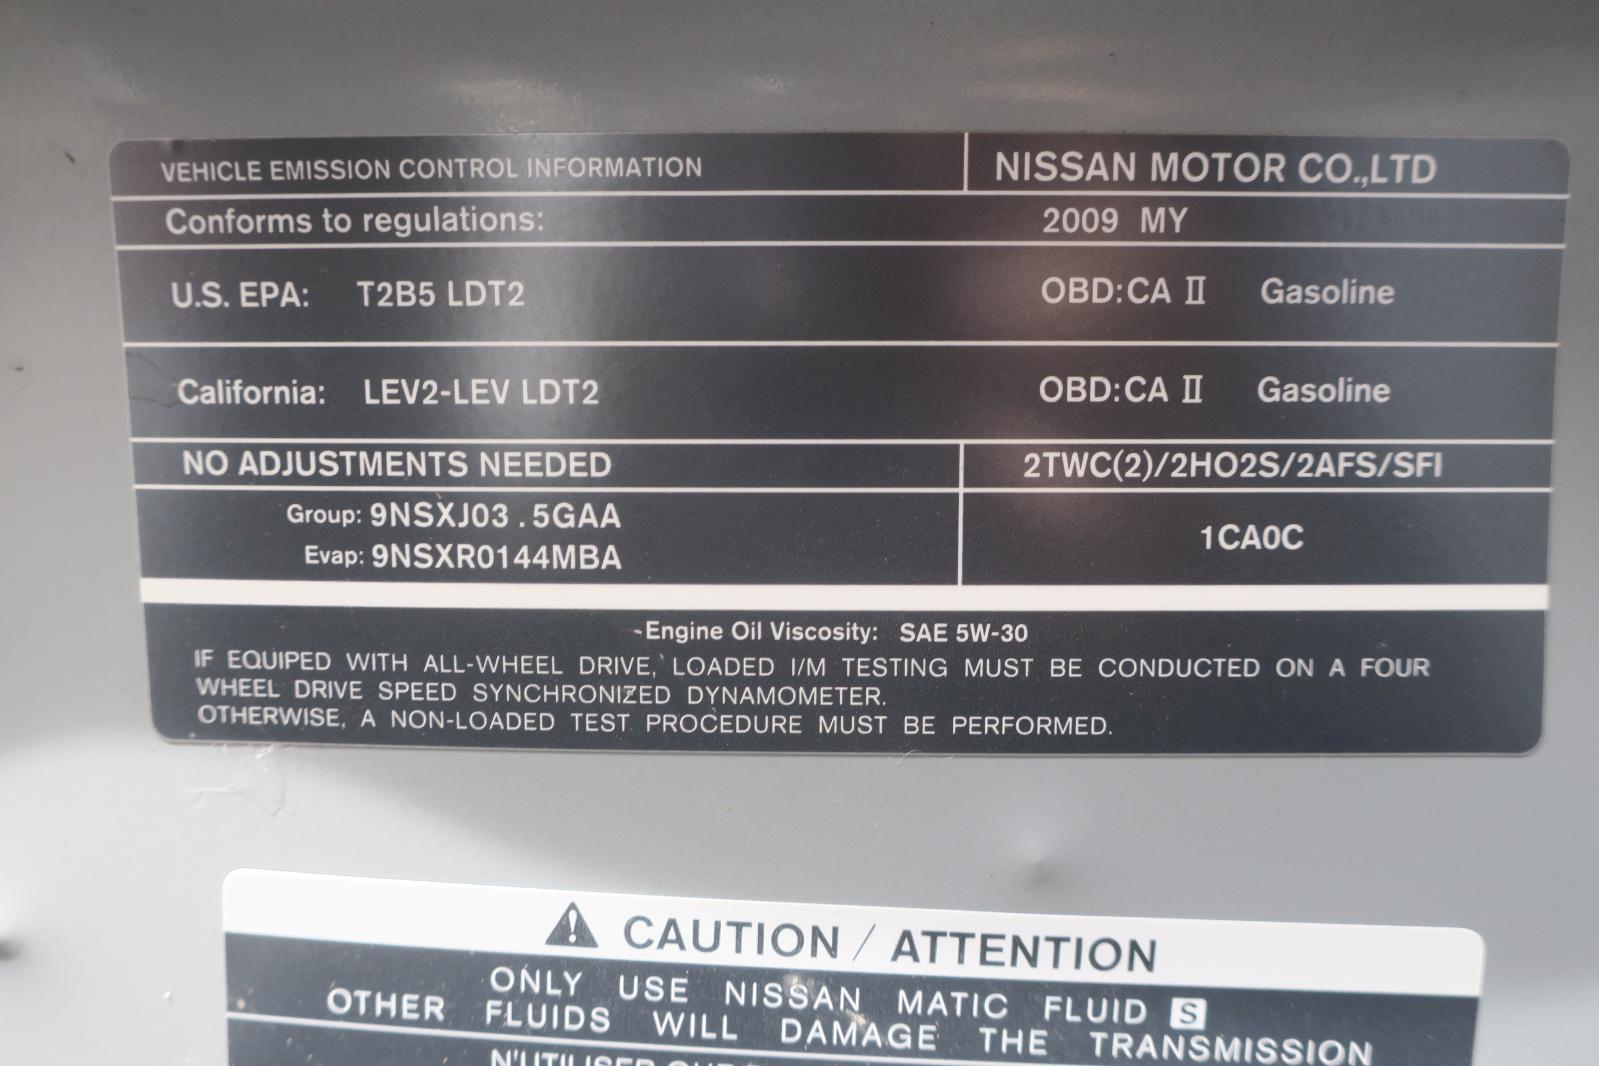 VEHICLE EMISSION CONTROL INFORMATION NISSAN MOTOR CO.,LTD
Conforms to regulations: 2009 MY
U.S. EPA: T2B5 LDT2 OBD:CA II Gasoline
California: LEV2-LEV LDT2 OBD:CA II Gasoline
NO ADJUSTMENTS NEEDED 2TWC(2)/2HO2S/2AFS/SFI
Group: 9NSXJ03.5GAA
Evap: 9NSXR0144MBA
1CA0C
Engine Oil Viscosity: SAE 5W-30
IF EQUIPED WITH ALL-WHEEL DRIVE, LOADED I/M TESTING MUST BE CONDUCTED ON A FOUR
WHEEL DRIVE SPEED SYNCHRONIZED DYNAMOMETER.
OTHERWISE, A NON-LOADED TEST PROCEDURE MUST BE PERFORMED.
CAUTION / ATTENTION
ONLY USE NISSAN MATIC FLUID S
OTHER FLUIDS WILL DAMAGE THE TRANSMISSION
N'UTILISER QUE